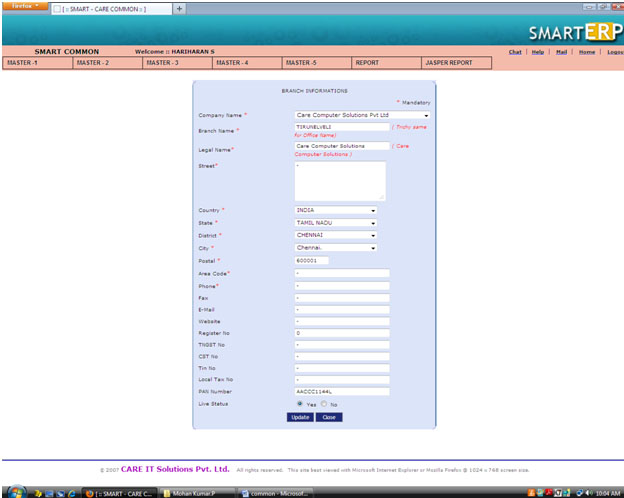 Firefox
[ :: SMART - CARE COMMON :: ]
+
SMARTERP
SMART COMMON Welcome :: HARIHARAN S Chat | Help | Mail | Home | Logout
MASTER -1 MASTER - 2 MASTER - 3 MASTER - 4 MASTER -5 REPORT JASPER REPORT
BRANCH INFORMATIONS
* Mandatory
Company Name * Care Computer Solutions Pvt Ltd
Branch Name * TIRUNELVELI ( Trichy same for Office Name)
Legal Name* Care Computer Solutions ( Care Computer Solutions )
Street* -
Country * INDIA
State * TAMIL NADU
District * CHENNAI
City * Chennai.
Postal * 600001
Area Code* -
Phone* -
Fax -
E-Mail -
Website -
Register No 0
TNGST No -
CST No -
Tin No -
Local Tax No -
PAN Number AACCC1144L
Live Status Yes No
Update Close
© 2007 CARE IT Solutions Pvt. Ltd. All rights reserved. This site best viewed with Microsoft Internet Explorer or Mozilla Firefox @ 1024 x 768 screen size.
[ :: SMART - CARE C... Mohan Kumar.P common - Microsof... 10:04 AM